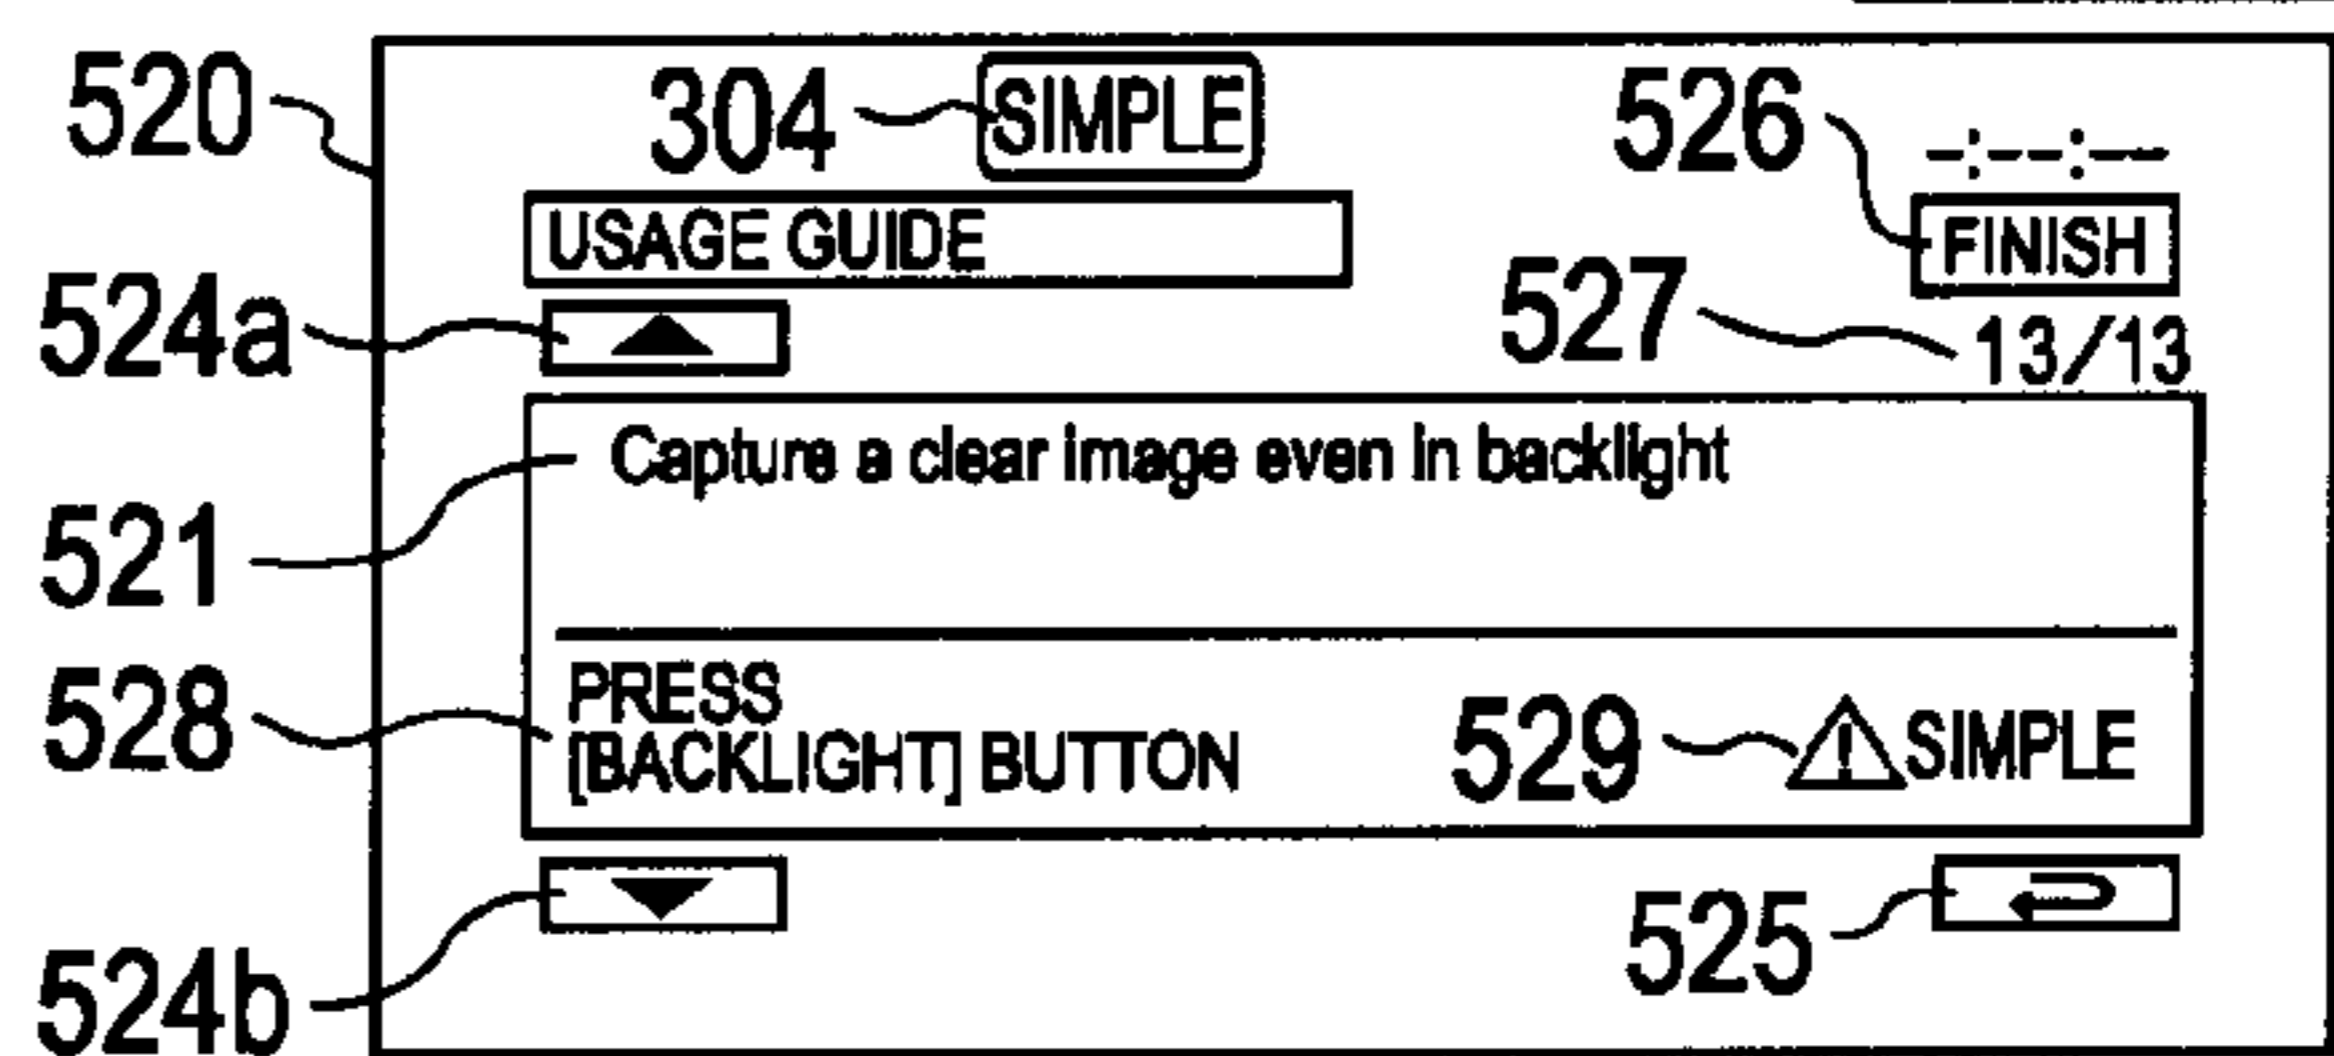 520
304
SIMPLE
526
-:--:--
USAGE GUIDE
FINISH
524a
527
13/13
Capture a clear image even in backlight
521
528
PRESS
[BACKLIGHT] BUTTON
529
SIMPLE
525
524b